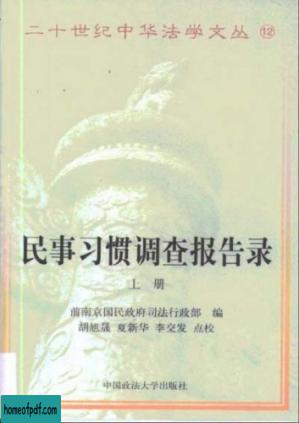 二十世纪中华法学文丛 ⑫
民事习惯调查报告录
上册
前南京国民政府司法行政部 编
胡旭晟 夏新华 李交发 点校
中国政法大学出版社
homeofpdf.com
homeofpdf.com